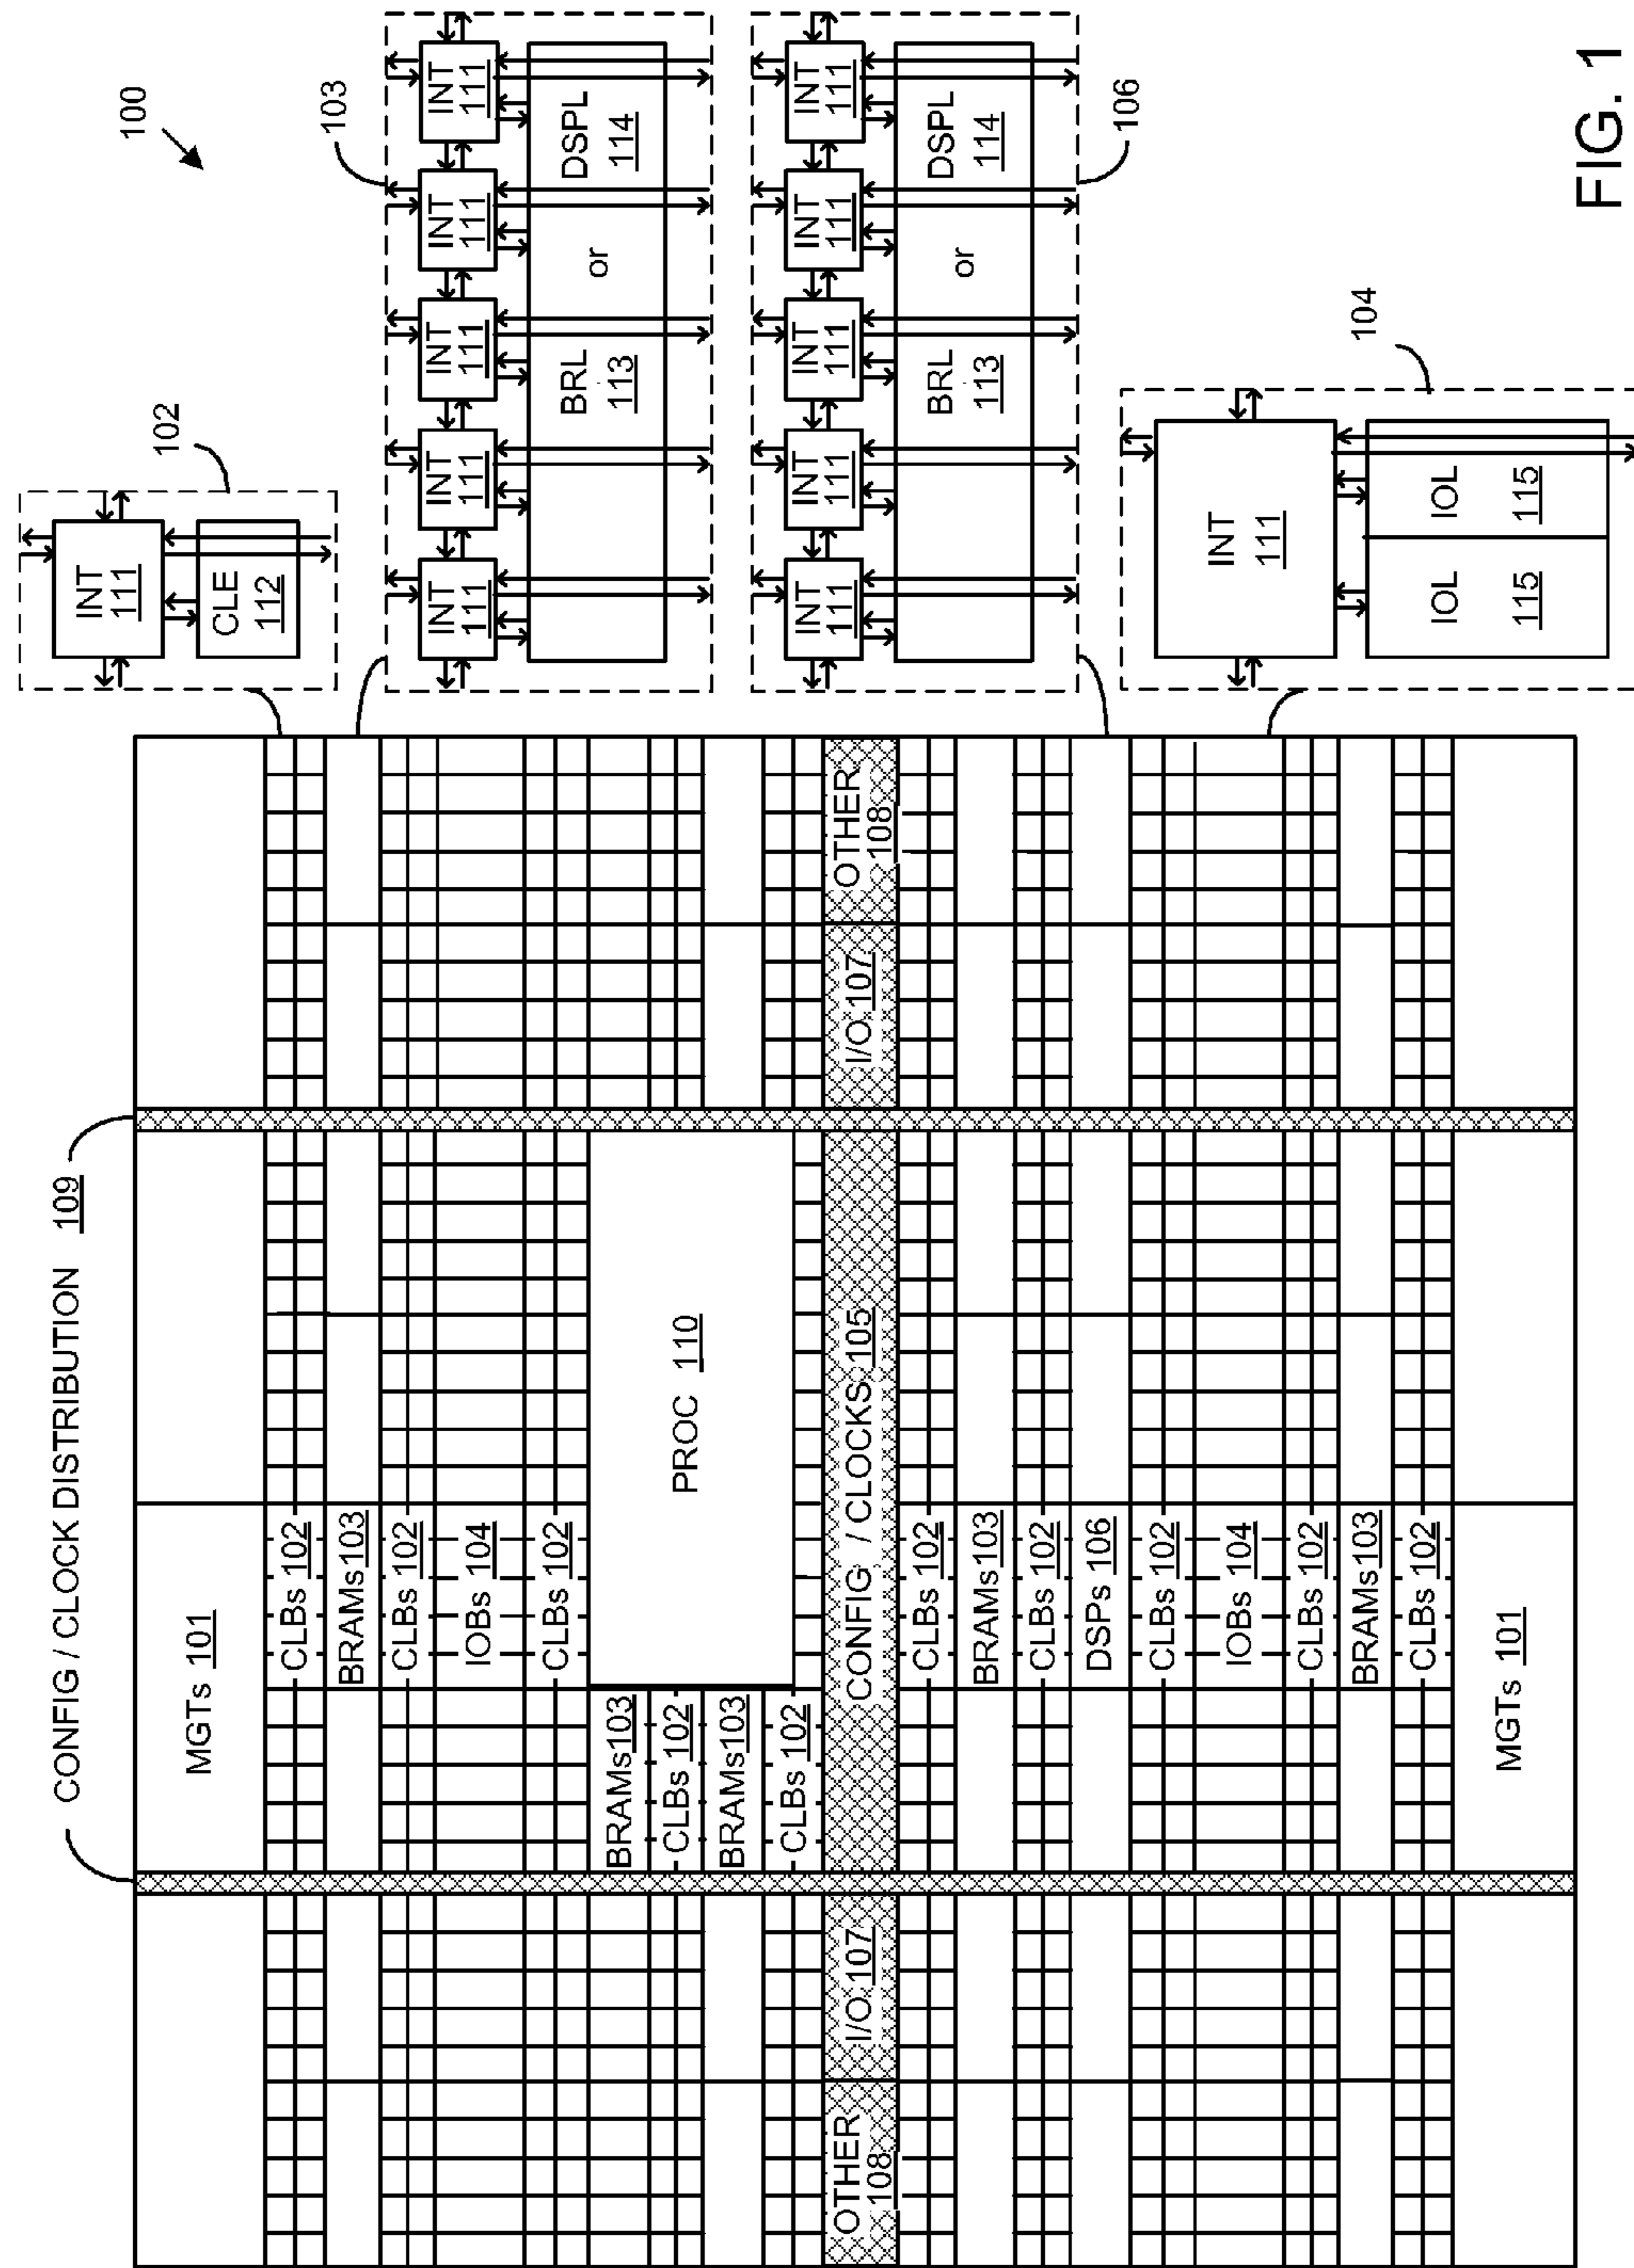 CONFIG / CLOCK DISTRIBUTION 109
100
MGTs 101
CLBs 102
BRAMs 103
CLBs 102
IOBs 104
CLBs 102
BRAMs 103
CLBs 102
BRAMs 103
CLBs 102
PROC 110
OTHER
108
I/O 107
CONFIG / CLOCKS 105
I/O 107
OTHER
108
CLBs 102
BRAMs 103
CLBs 102
DSPs 106
CLBs 102
IOBs 104
CLBs 102
BRAMs 103
CLBs 102
MGTs 101
102
INT
111
CLE
112
103
INT
111
INT
111
INT
111
INT
111
INT
111
BRL
113
or
DSPL
114
INT
111
INT
111
INT
111
INT
111
INT
111
BRL
113
or
DSPL
114
106
104
INT
111
IOL
115
IOL
115
FIG. 1